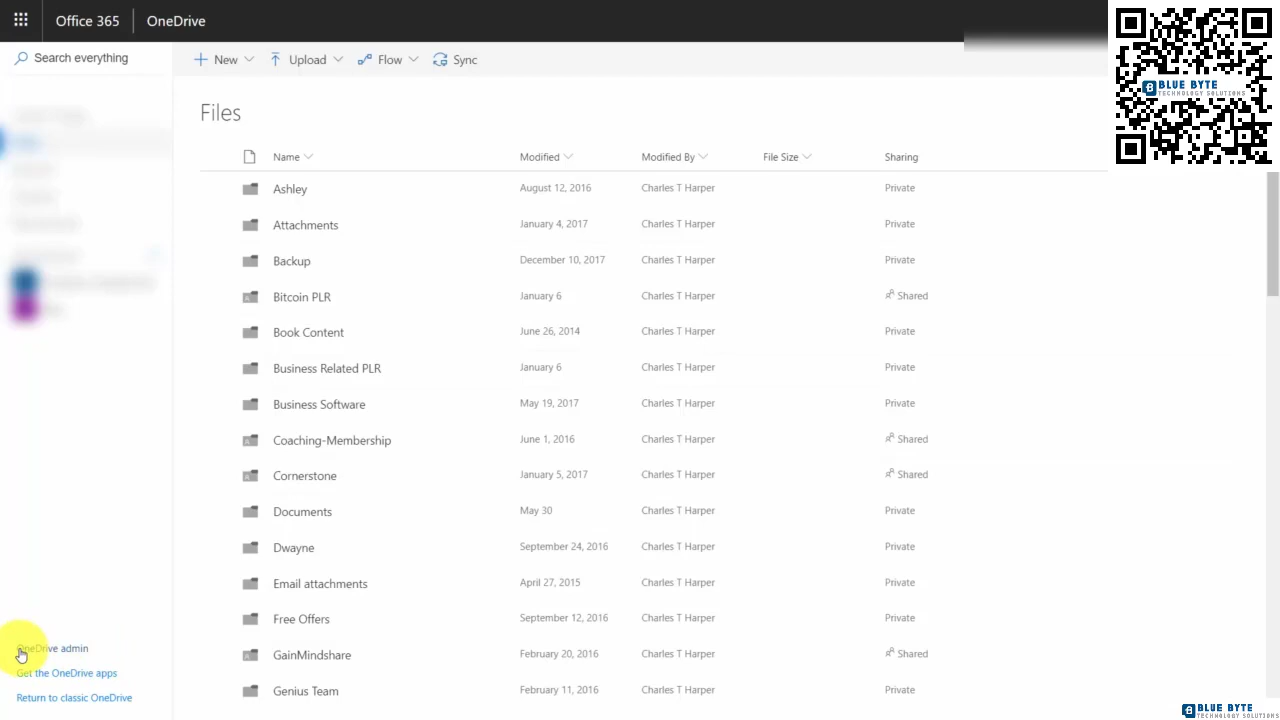 Office 365 OneDrive
BLUE BYTE
TECHNOLOGY SOLUTIONS
Search everything
New Upload Flow Sync
Files
Name Modified Modified By File Size Sharing
Ashley August 12, 2016 Charles T Harper Private
Attachments January 4, 2017 Charles T Harper Private
Backup December 10, 2017 Charles T Harper Private
Bitcoin PLR January 6 Charles T Harper Shared
Book Content June 26, 2014 Charles T Harper Private
Business Related PLR January 6 Charles T Harper Private
Business Software May 19, 2017 Charles T Harper Private
Coaching-Membership June 1, 2016 Charles T Harper Shared
Cornerstone January 5, 2017 Charles T Harper Shared
Documents May 30 Charles T Harper Private
Dwayne September 24, 2016 Charles T Harper Private
Email attachments April 27, 2015 Charles T Harper Private
Free Offers September 12, 2016 Charles T Harper Private
GainMindshare February 20, 2016 Charles T Harper Shared
Genius Team February 11, 2016 Charles T Harper Private
OneDrive admin
Get the OneDrive apps
Return to classic OneDrive
BLUE BYTE
TECHNOLOGY SOLUTIONS